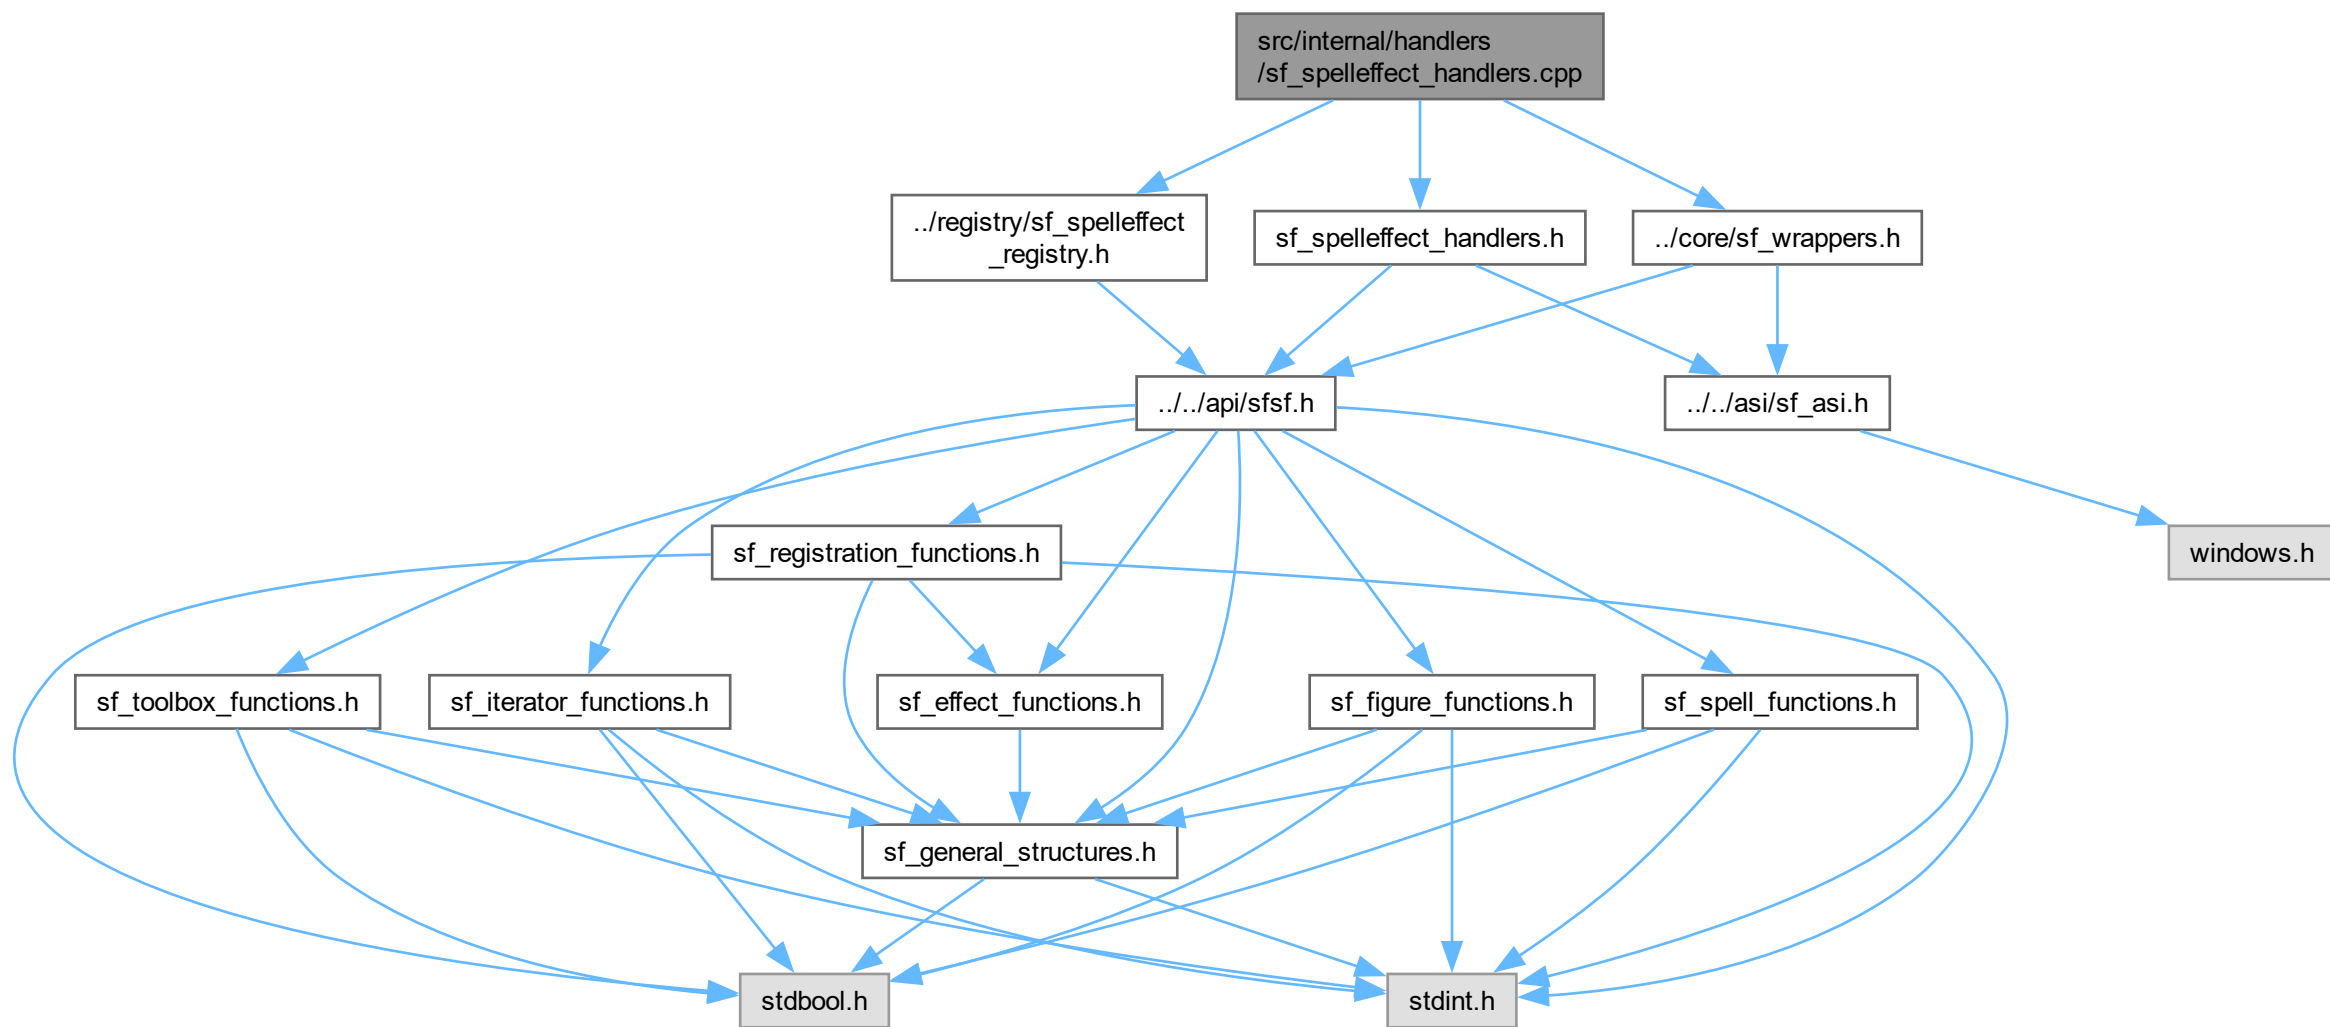 src/internal/handlers
/sf_spelleffect_handlers.cpp
../registry/sf_spelleffect
_registry.h
sf_spelleffect_handlers.h
../core/sf_wrappers.h
../../api/sfsf.h
../../asi/sf_asi.h
sf_registration_functions.h
windows.h
sf_toolbox_functions.h
sf_iterator_functions.h
sf_effect_functions.h
sf_figure_functions.h
sf_spell_functions.h
sf_general_structures.h
stdbool.h
stdint.h